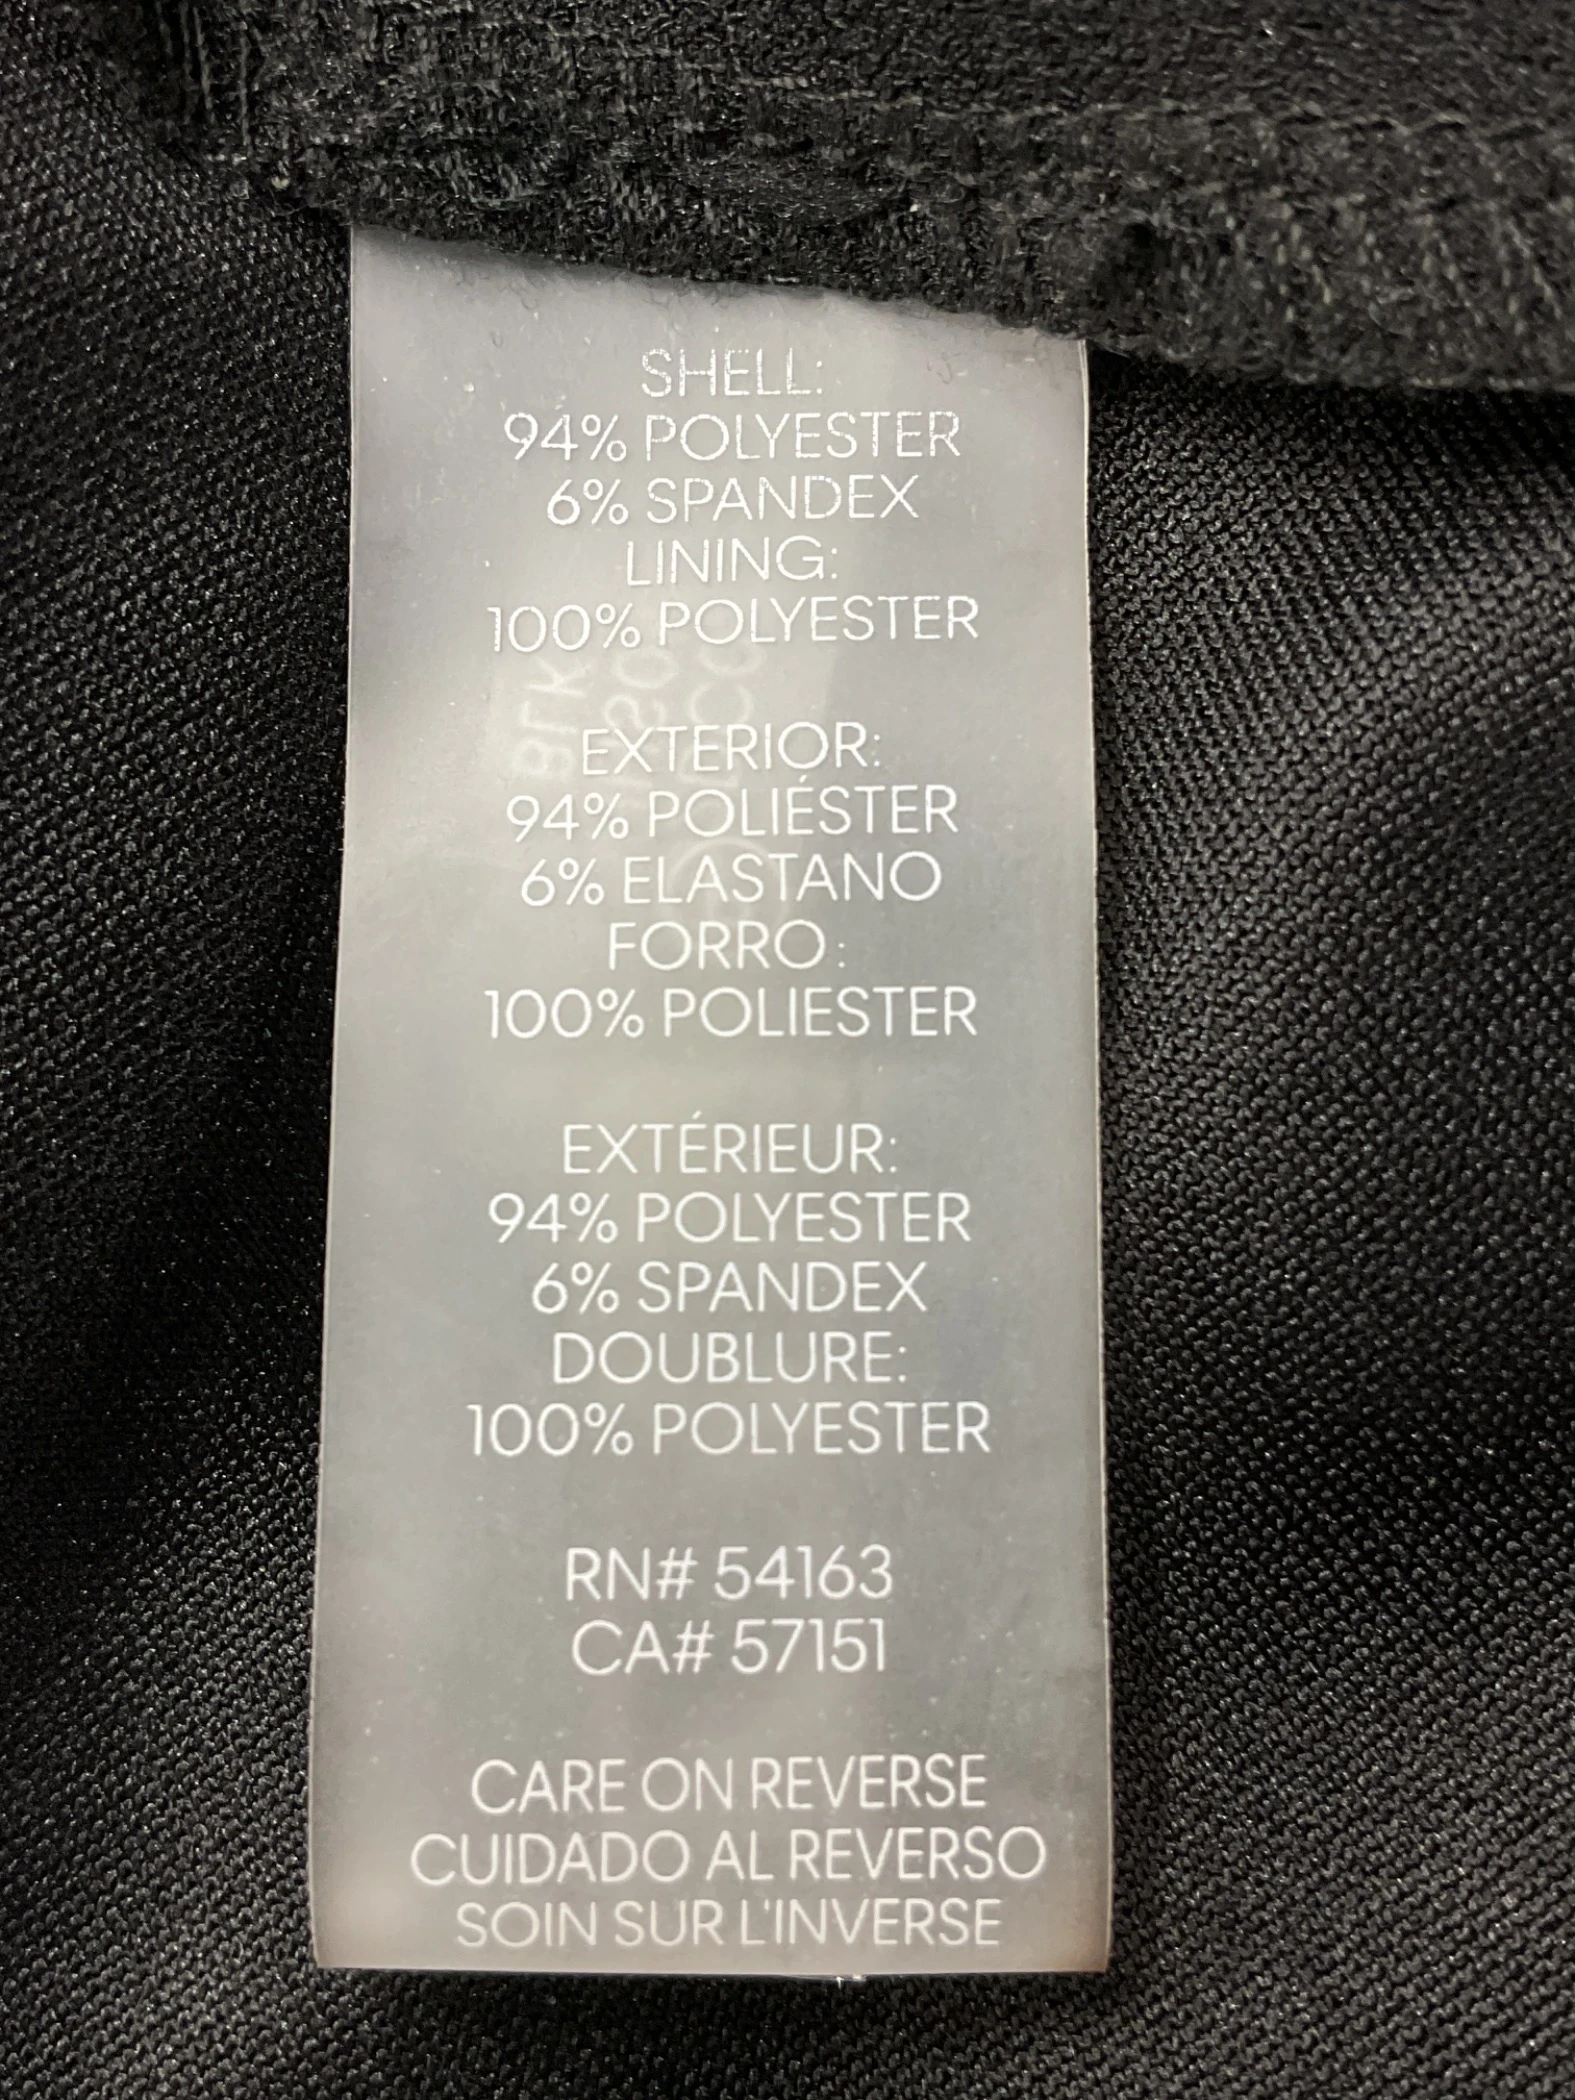 SHELL:
94% POLYESTER
6% SPANDEX
LINING:
100% POLYESTER
EXTERIOR:
94% POLIÉSTER
6% ELASTANO
FORRO :
100% POLIESTER
EXTÉRIEUR:
94% POLYESTER
6% SPANDEX
DOUBLURE:
100% POLYESTER
RN# 54163
CA# 57151
CARE ON REVERSE
CUIDADO AL REVERSO
SOIN SUR L'INVERSE